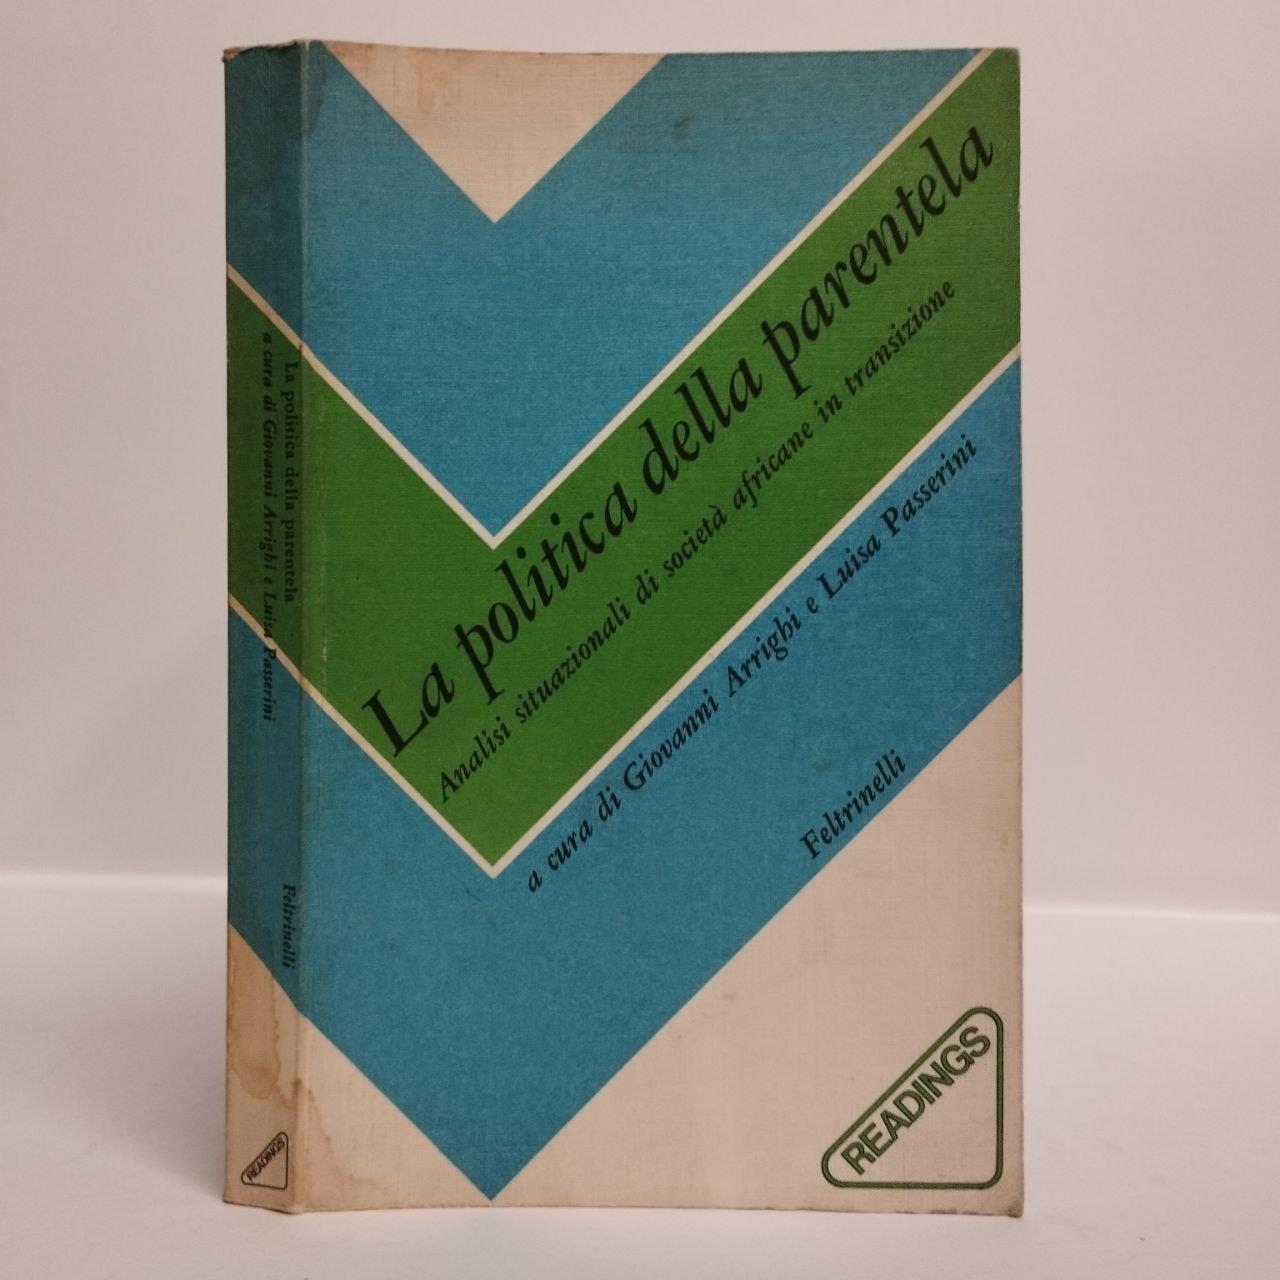 La politica della parentela
Analisi situazionali di società africane in transizione
a cura di Giovanni Arrighi e Luisa Passerini
Feltrinelli
READINGS
La politica della parentela
a cura di Giovanni Arrighi e Luisa Passerini
Feltrinelli
READINGS